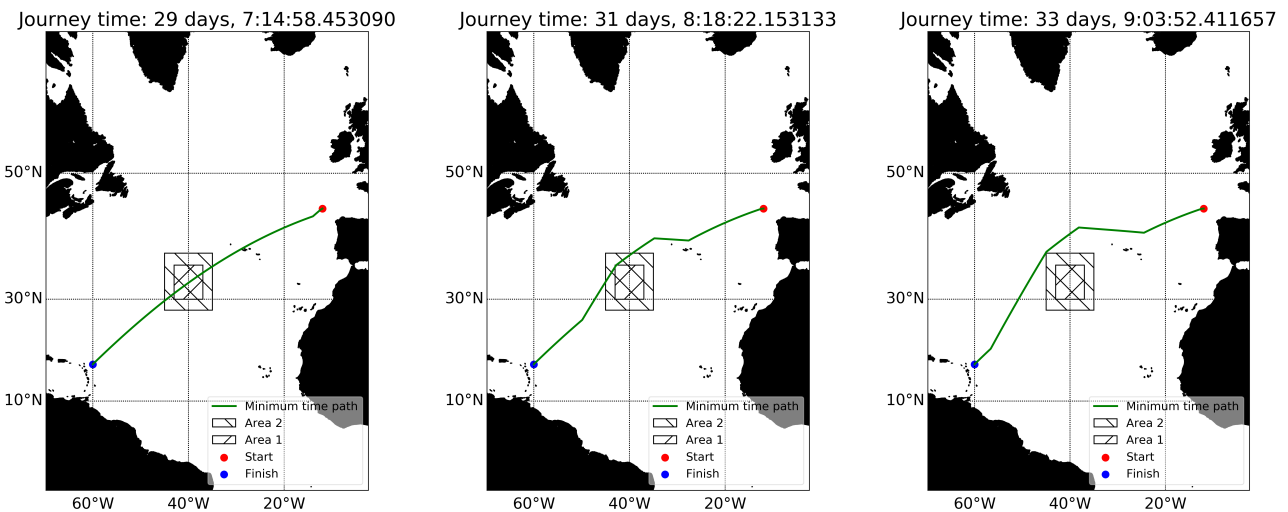 Journey time: 29 days, 7:14:58.453090
50°N
30°N
10°N
60°W 40°W 20°W
Minimum time path
Area 2
Area 1
Start
Finish
Journey time: 31 days, 8:18:22.153133
50°N
30°N
10°N
60°W 40°W 20°W
Minimum time path
Area 2
Area 1
Start
Finish
Journey time: 33 days, 9:03:52.411657
50°N
30°N
10°N
60°W 40°W 20°W
Minimum time path
Area 2
Area 1
Start
Finish